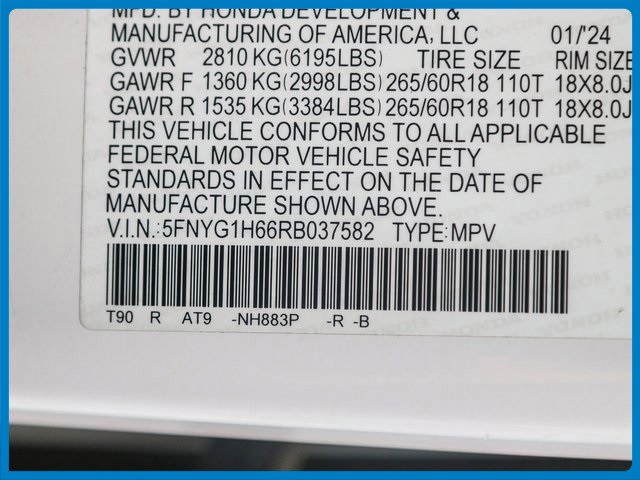 MFD. BY HONDA DEVELOPMENT &
MANUFACTURING OF AMERICA, LLC 01/'24
GVWR 2810 KG(6195LBS) TIRE SIZE RIM SIZE
GAWR F 1360 KG(2998LBS) 265/60R18 110T 18X8.0J
GAWR R 1535 KG(3384LBS) 265/60R18 110T 18X8.0J
THIS VEHICLE CONFORMS TO ALL APPLICABLE
FEDERAL MOTOR VEHICLE SAFETY
STANDARDS IN EFFECT ON THE DATE OF
MANUFACTURE SHOWN ABOVE.
V.I.N.:5FNYG1H66RB037582 TYPE:MPV
T90 R AT9 -NH883P -R -B